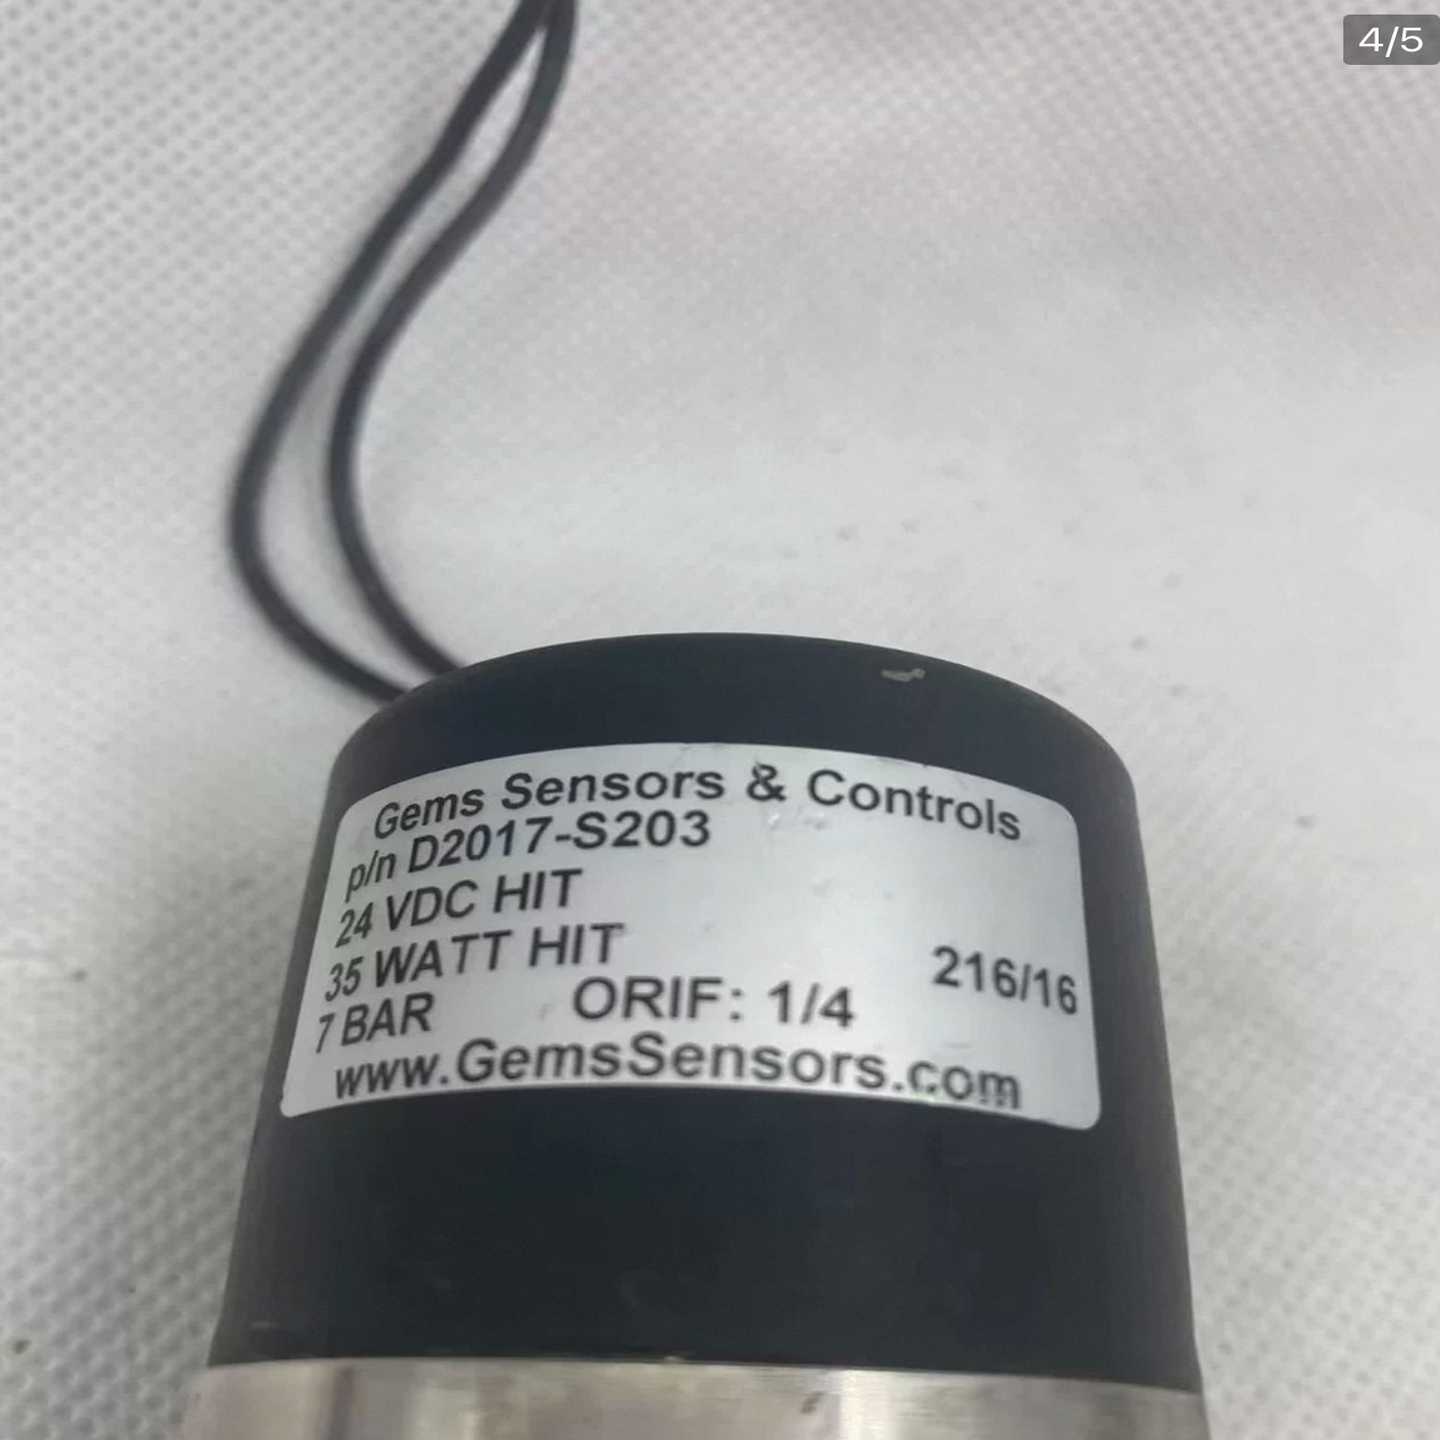 4/5
Gems Sensors & Controls
p/n D2017-S203
24 VDC HIT
35 WATT HIT
216/16
7 BAR ORIF: 1/4
www.GemsSensors.com